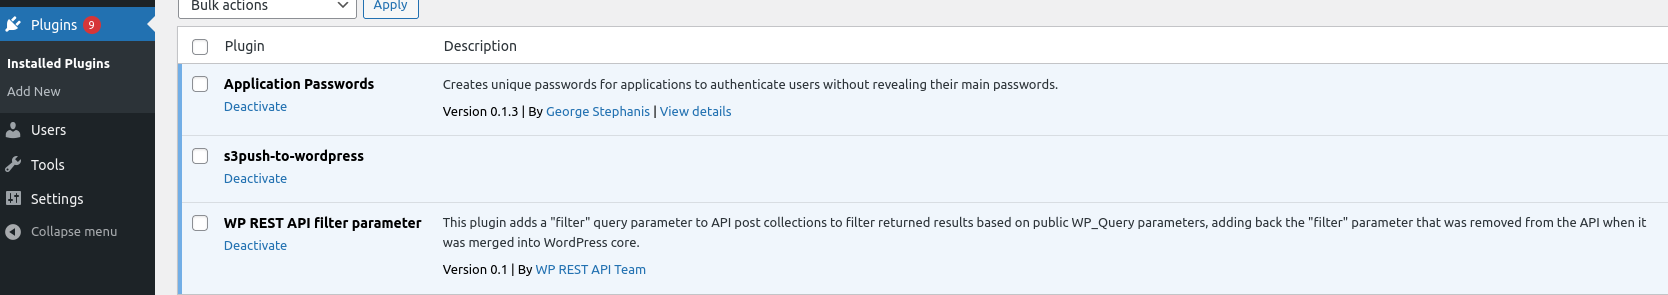 Bulk actions
Apply
Plugins 9
Installed Plugins
Add New
Users
Tools
Settings
Collapse menu
Plugin
Description
Application Passwords
Deactivate
Creates unique passwords for applications to authenticate users without revealing their main passwords.
Version 0.1.3 | By George Stephanis | View details
s3push-to-wordpress
Deactivate
WP REST API filter parameter
Deactivate
This plugin adds a "filter" query parameter to API post collections to filter returned results based on public WP_Query parameters, adding back the "filter" parameter that was removed from the API when it
was merged into WordPress core.
Version 0.1 | By WP REST API Team